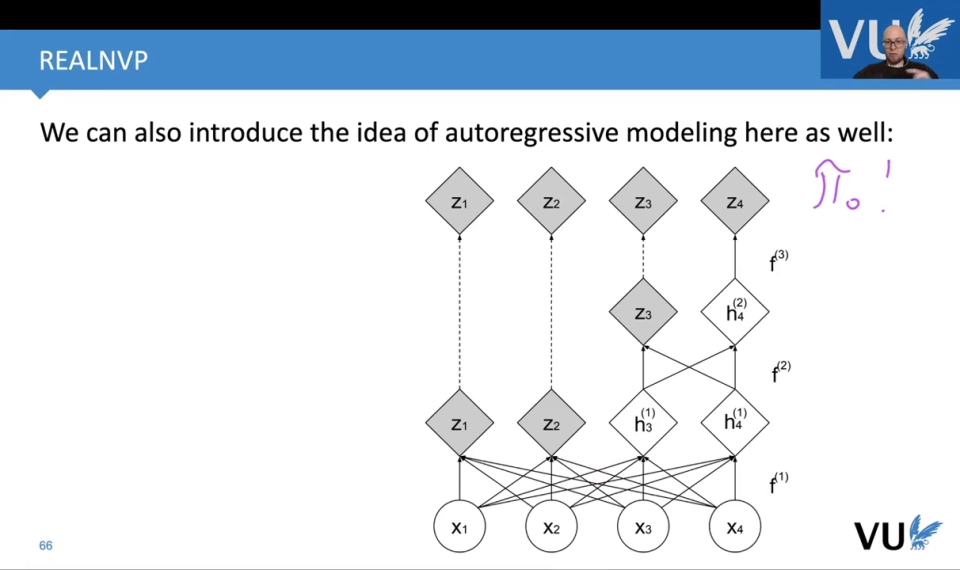 VU
REALNVP
We can also introduce the idea of autoregressive modeling here as well:
π₀!
z₁ z₂ z₃ z₄
f⁽³⁾
z₃ h₄⁽²⁾
f⁽²⁾
z₁ z₂ h₃⁽¹⁾ h₄⁽¹⁾
f⁽¹⁾
x₁ x₂ x₃ x₄
66
VU